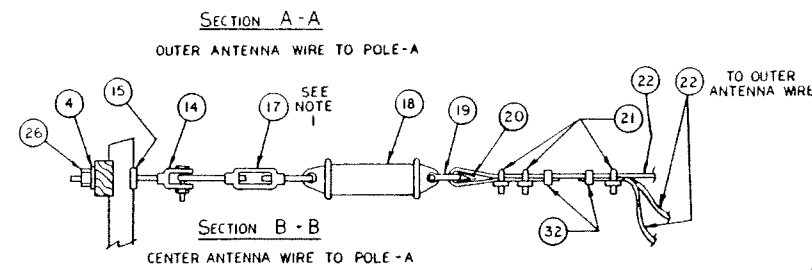 SECTION A-A
OUTER ANTENNA WIRE TO POLE-A
26
4
15
14
17
SEE
NOTE
1
18
19
20
21
22
22
TO OUTER
ANTENNA WIRE
32
SECTION B-B
CENTER ANTENNA WIRE TO POLE-A